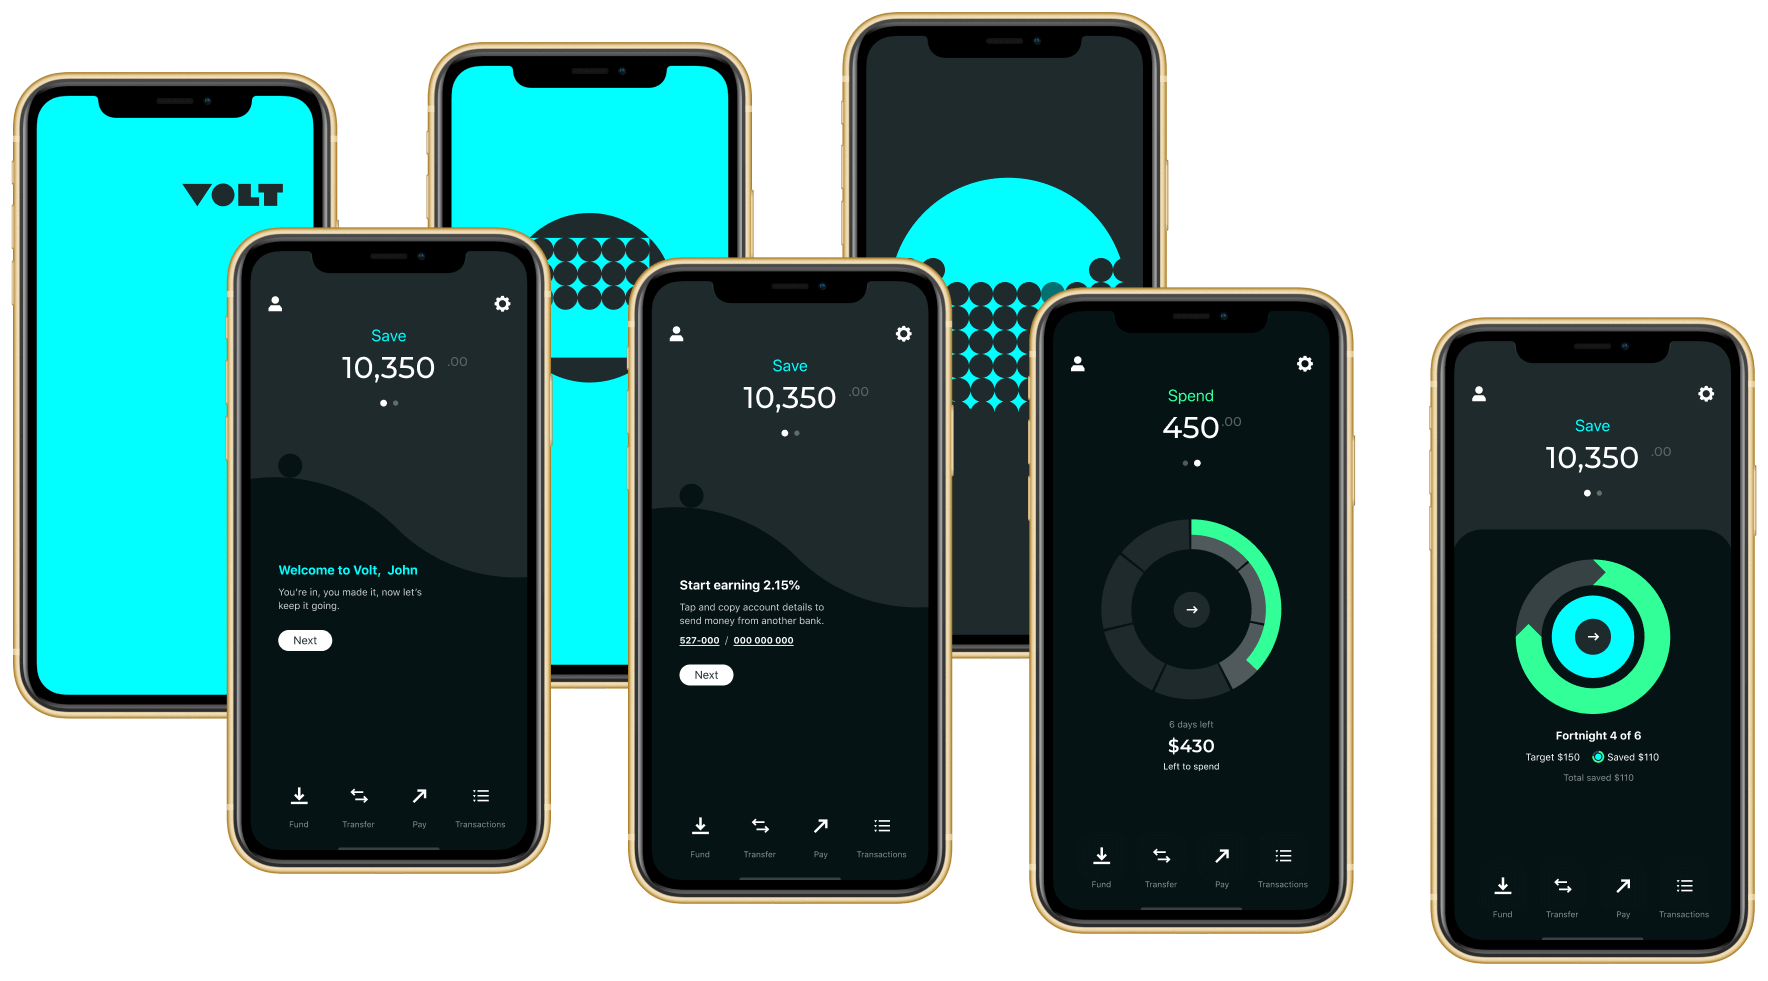 VOLT
Save
10,350 .00
Welcome to Volt, John
You're in, you made it, now let's
keep it going.
Next
Fund Transfer Pay Transactions
Save
10,350 .00
Start earning 2.15%
Tap and copy account details to
send money from another bank.
527-000 / 000 000 000
Next
Fund Transfer Pay Transactions
Spend
450 .00
6 days left
$430
Left to spend
Fund Transfer Pay Transactions
Save
10,350 .00
Fortnight 4 of 6
Target $150 Saved $110
Total saved $110
Fund Transfer Pay Transactions